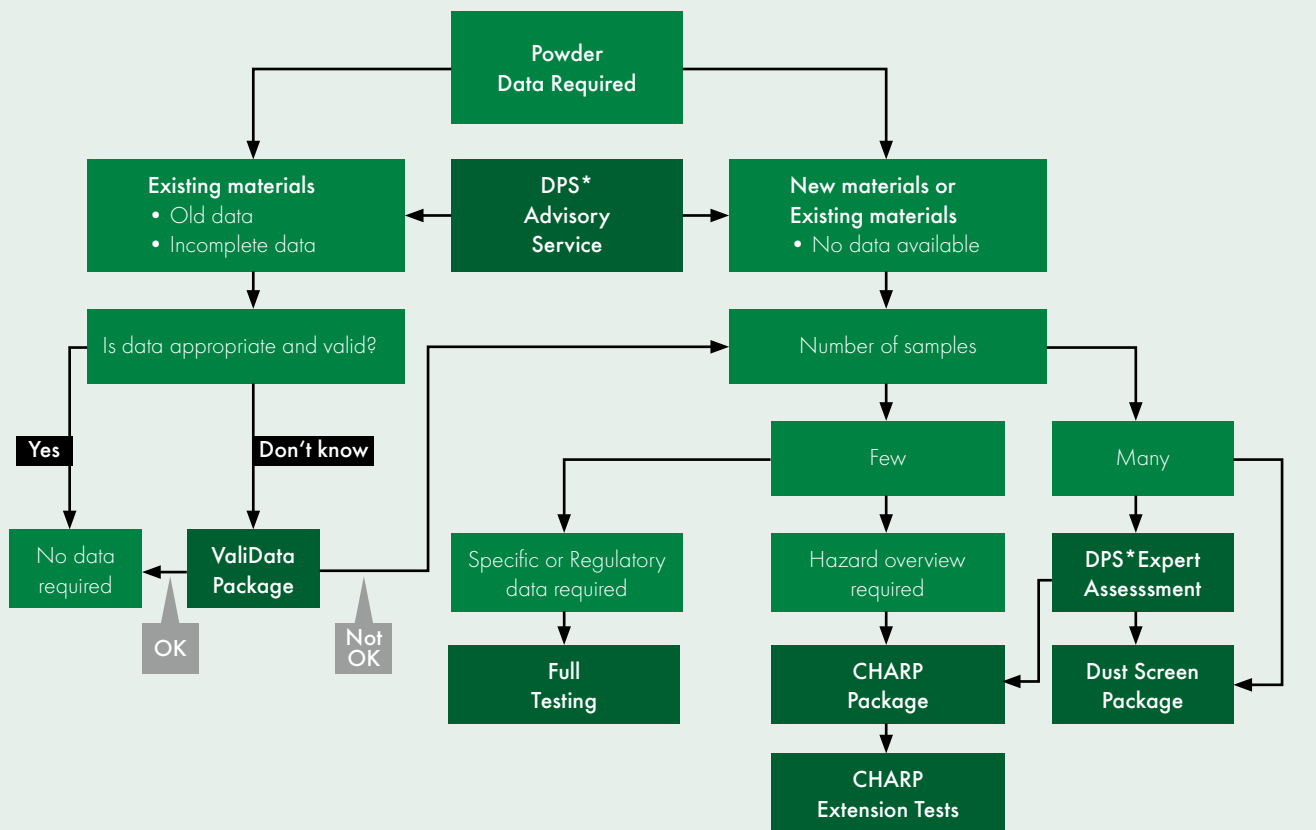 Powder
Data Required
Existing materials
• Old data
• Incomplete data
DPS*
Advisory
Service
New materials or
Existing materials
• No data available
Is data appropriate and valid?
Number of samples
Yes
Don't know
Few
Many
No data
required
ValiData
Package
Specific or Regulatory
data required
Hazard overview
required
DPS*Expert
Assesssment
OK
Not
OK
Full
Testing
CHARP
Package
Dust Screen
Package
CHARP
Extension Tests